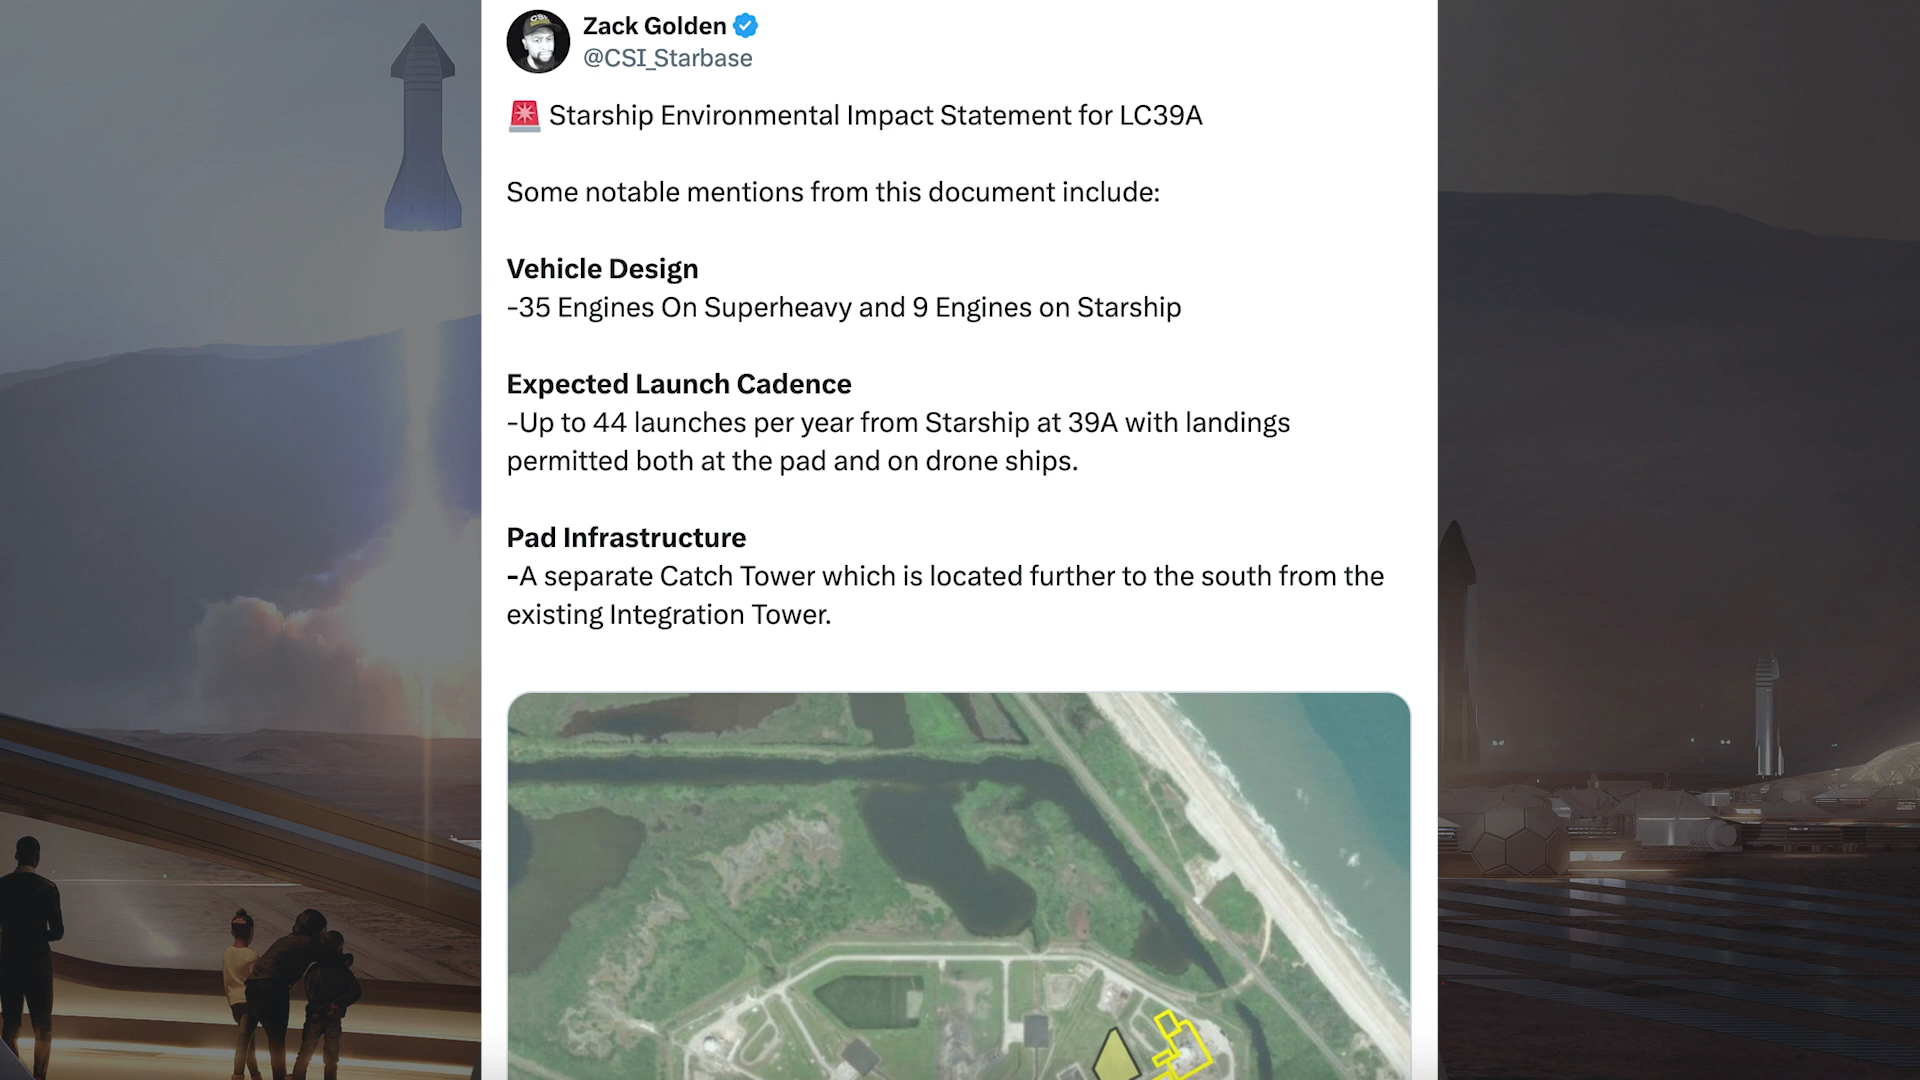 Zack Golden
@CSI_Starbase
🚨 Starship Environmental Impact Statement for LC39A
Some notable mentions from this document include:
Vehicle Design
-35 Engines On Superheavy and 9 Engines on Starship
Expected Launch Cadence
-Up to 44 launches per year from Starship at 39A with landings
permitted both at the pad and on drone ships.
Pad Infrastructure
-A separate Catch Tower which is located further to the south from the
existing Integration Tower.